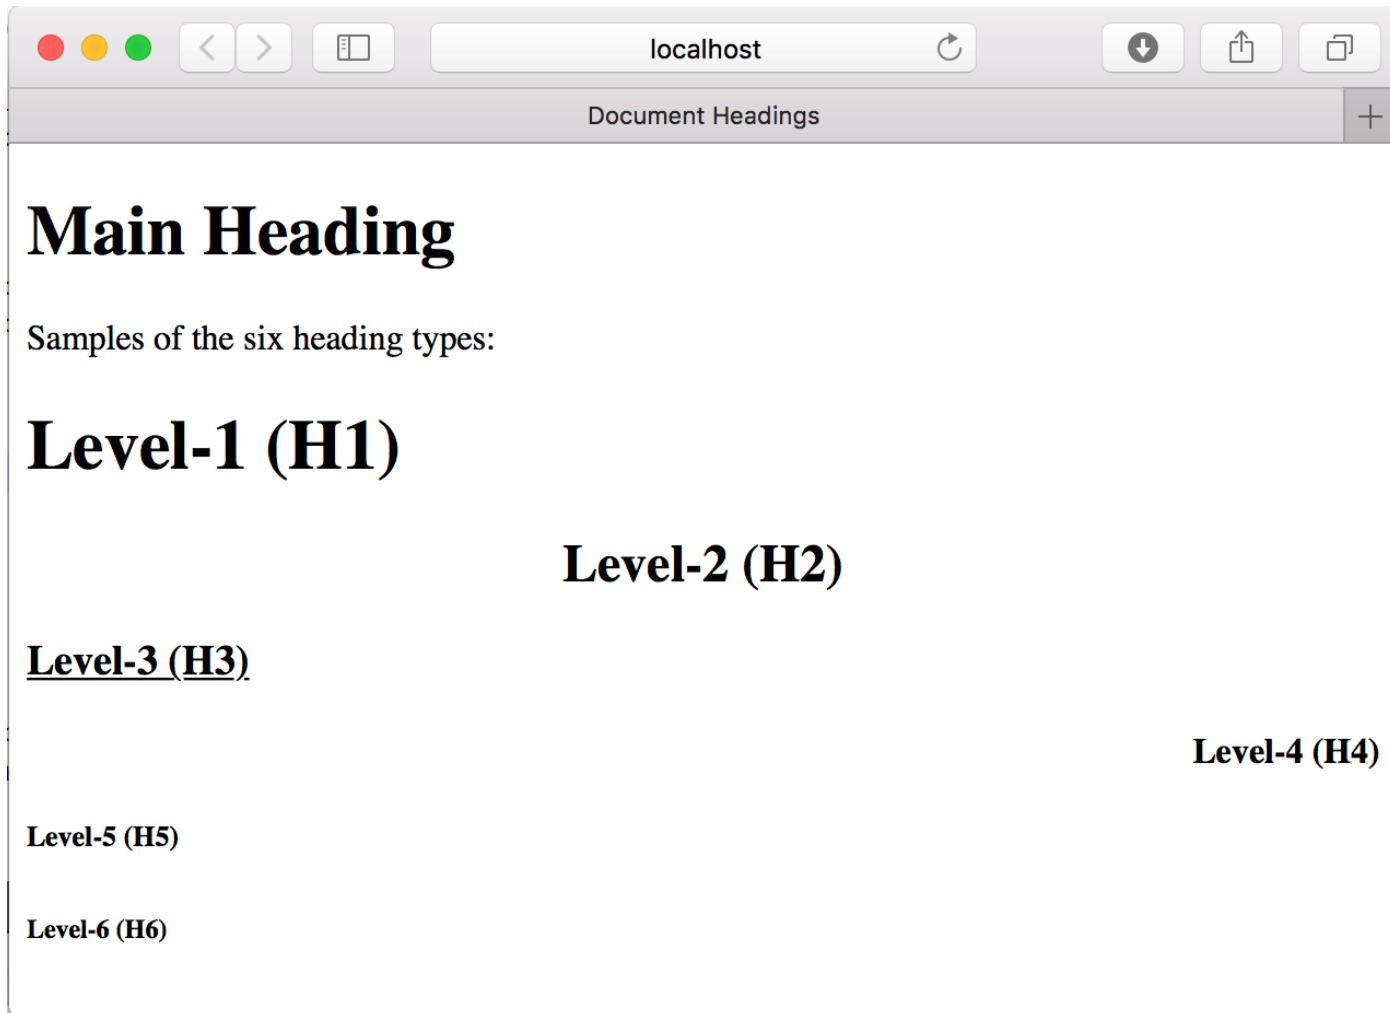 localhost
Document Headings
Main Heading
Samples of the six heading types:
Level-1 (H1)
Level-2 (H2)
Level-3 (H3)
Level-4 (H4)
Level-5 (H5)
Level-6 (H6)